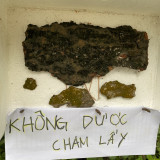 KHÔNG ĐƯỢC
CHẠM LẤY